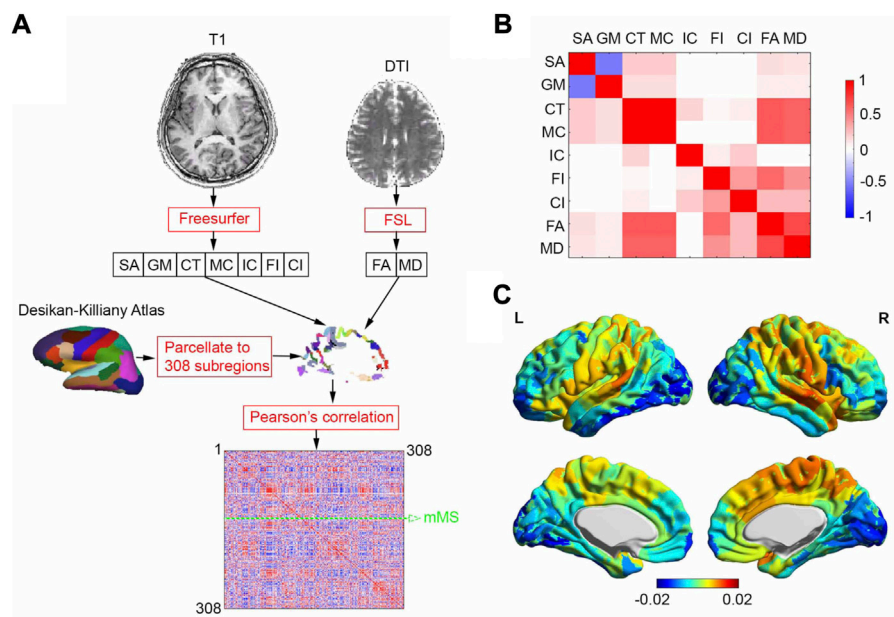 A
T1
DTI
Freesurfer
FSL
SA GM CT MC IC FI CI
FA MD
Desikan-Killiany Atlas
Parcellate to
308 subregions
Pearson's correlation
1
308
mMS
308
B
SA GM CT MC IC FI CI FA MD
SA
GM
CT
MC
IC
FI
CI
FA
MD
1
0.5
0
-0.5
-1
C
L
R
-0.02
0.02